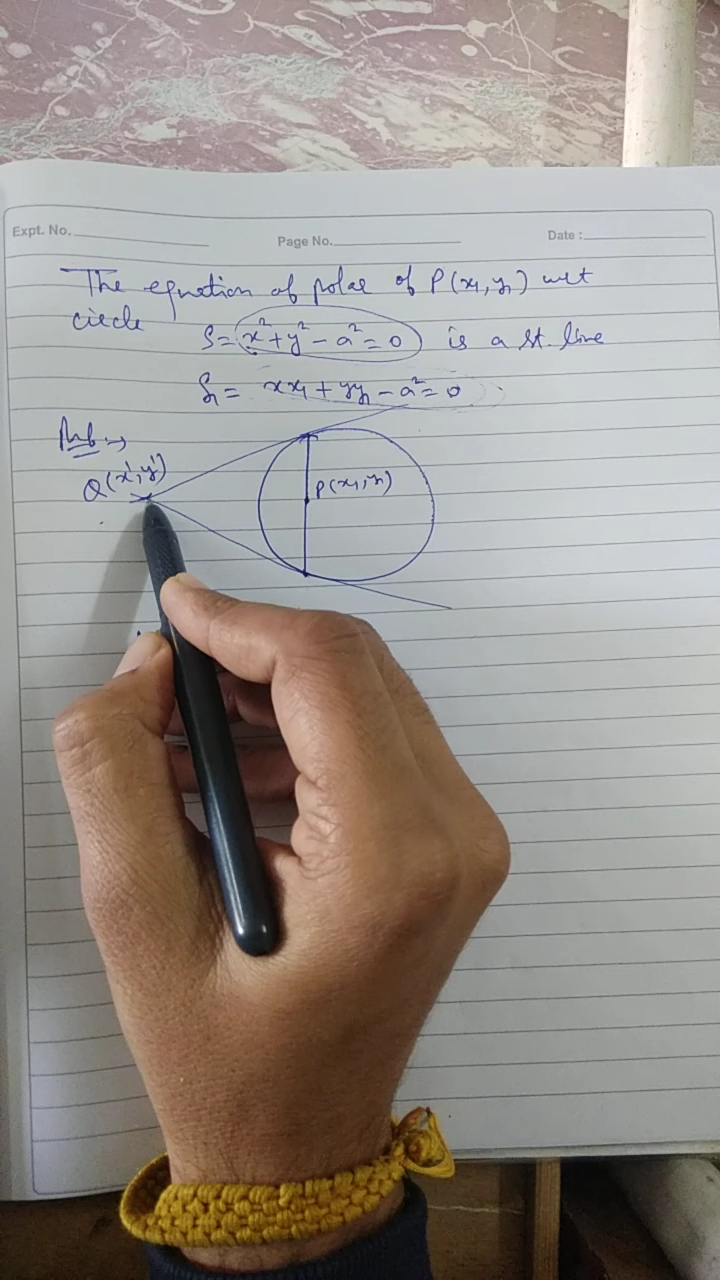 Expt. No.
Page No.
Date :
The equation of polar of P(x₁,y₁) wrt
circle S=x²+y²-a²=0 is a st. line
S₁= xx₁+yy₁-a²=0
Q(x',y')
P(x₁,y₁)